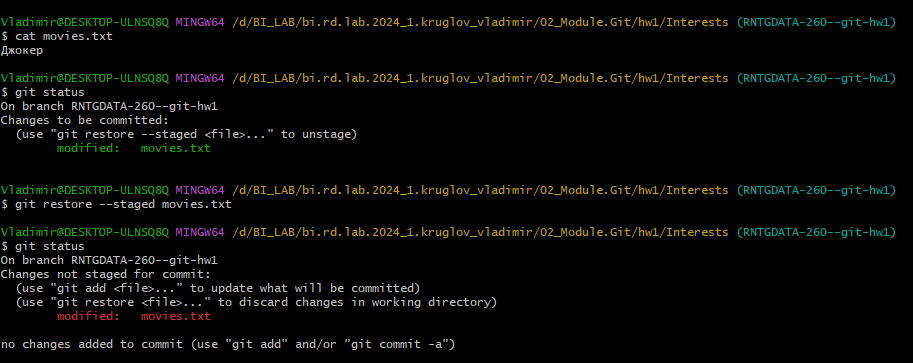 Vladimir@DESKTOP-ULNSQ8Q MINGW64 /d/BI_LAB/bi.rd.lab.2024_1.kruglov_vladimir/02_Module.Git/hw1/Interests (RNTGDATA-260--git-hw1)
$ cat movies.txt
Джокер
Vladimir@DESKTOP-ULNSQ8Q MINGW64 /d/BI_LAB/bi.rd.lab.2024_1.kruglov_vladimir/02_Module.Git/hw1/Interests (RNTGDATA-260--git-hw1)
$ git status
On branch RNTGDATA-260--git-hw1
Changes to be committed:
  (use "git restore --staged <file>..." to unstage)
        modified:   movies.txt
Vladimir@DESKTOP-ULNSQ8Q MINGW64 /d/BI_LAB/bi.rd.lab.2024_1.kruglov_vladimir/02_Module.Git/hw1/Interests (RNTGDATA-260--git-hw1)
$ git restore --staged movies.txt
Vladimir@DESKTOP-ULNSQ8Q MINGW64 /d/BI_LAB/bi.rd.lab.2024_1.kruglov_vladimir/02_Module.Git/hw1/Interests (RNTGDATA-260--git-hw1)
$ git status
On branch RNTGDATA-260--git-hw1
Changes not staged for commit:
  (use "git add <file>..." to update what will be committed)
  (use "git restore <file>..." to discard changes in working directory)
        modified:   movies.txt
no changes added to commit (use "git add" and/or "git commit -a")